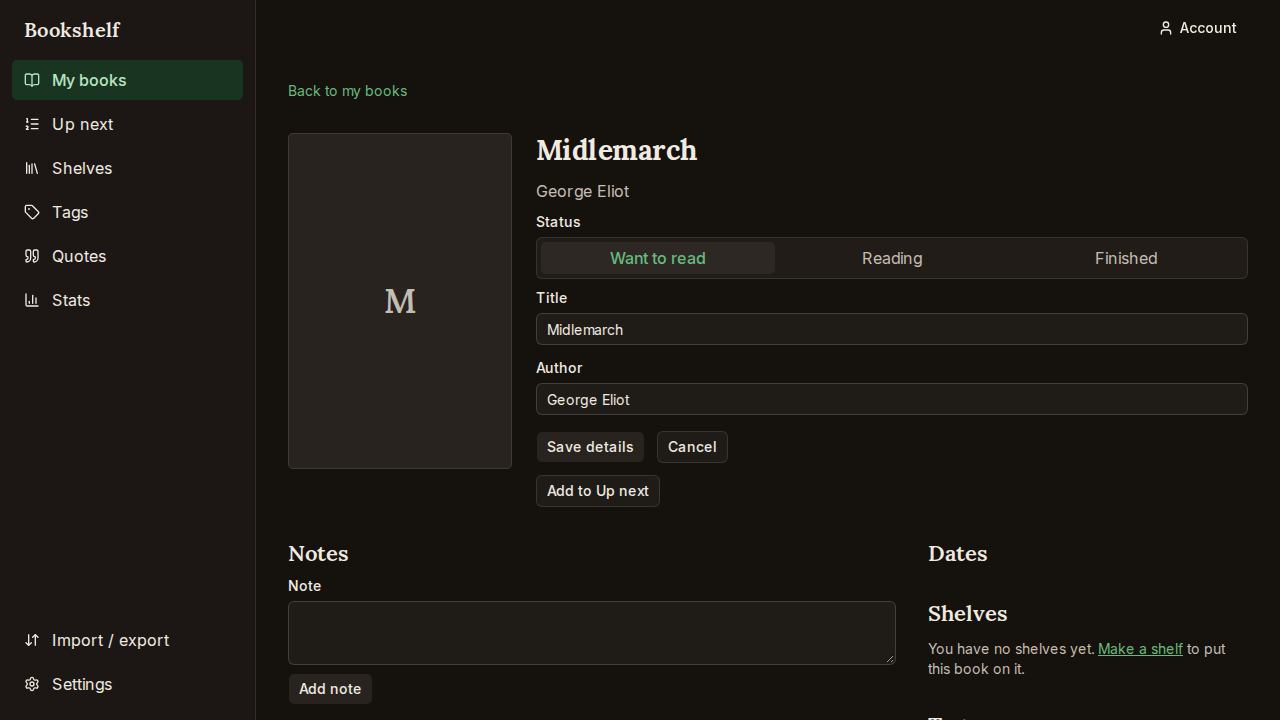 Bookshelf
My books
Up next
Shelves
Tags
Quotes
Stats
Import / export
Settings
Account
Back to my books
M
Midlemarch
George Eliot
Status
Want to read
Reading
Finished
Title
Midlemarch
Author
George Eliot
Save details
Cancel
Add to Up next
Notes
Note
Add note
Dates
Shelves
You have no shelves yet. Make a shelf to put
this book on it.